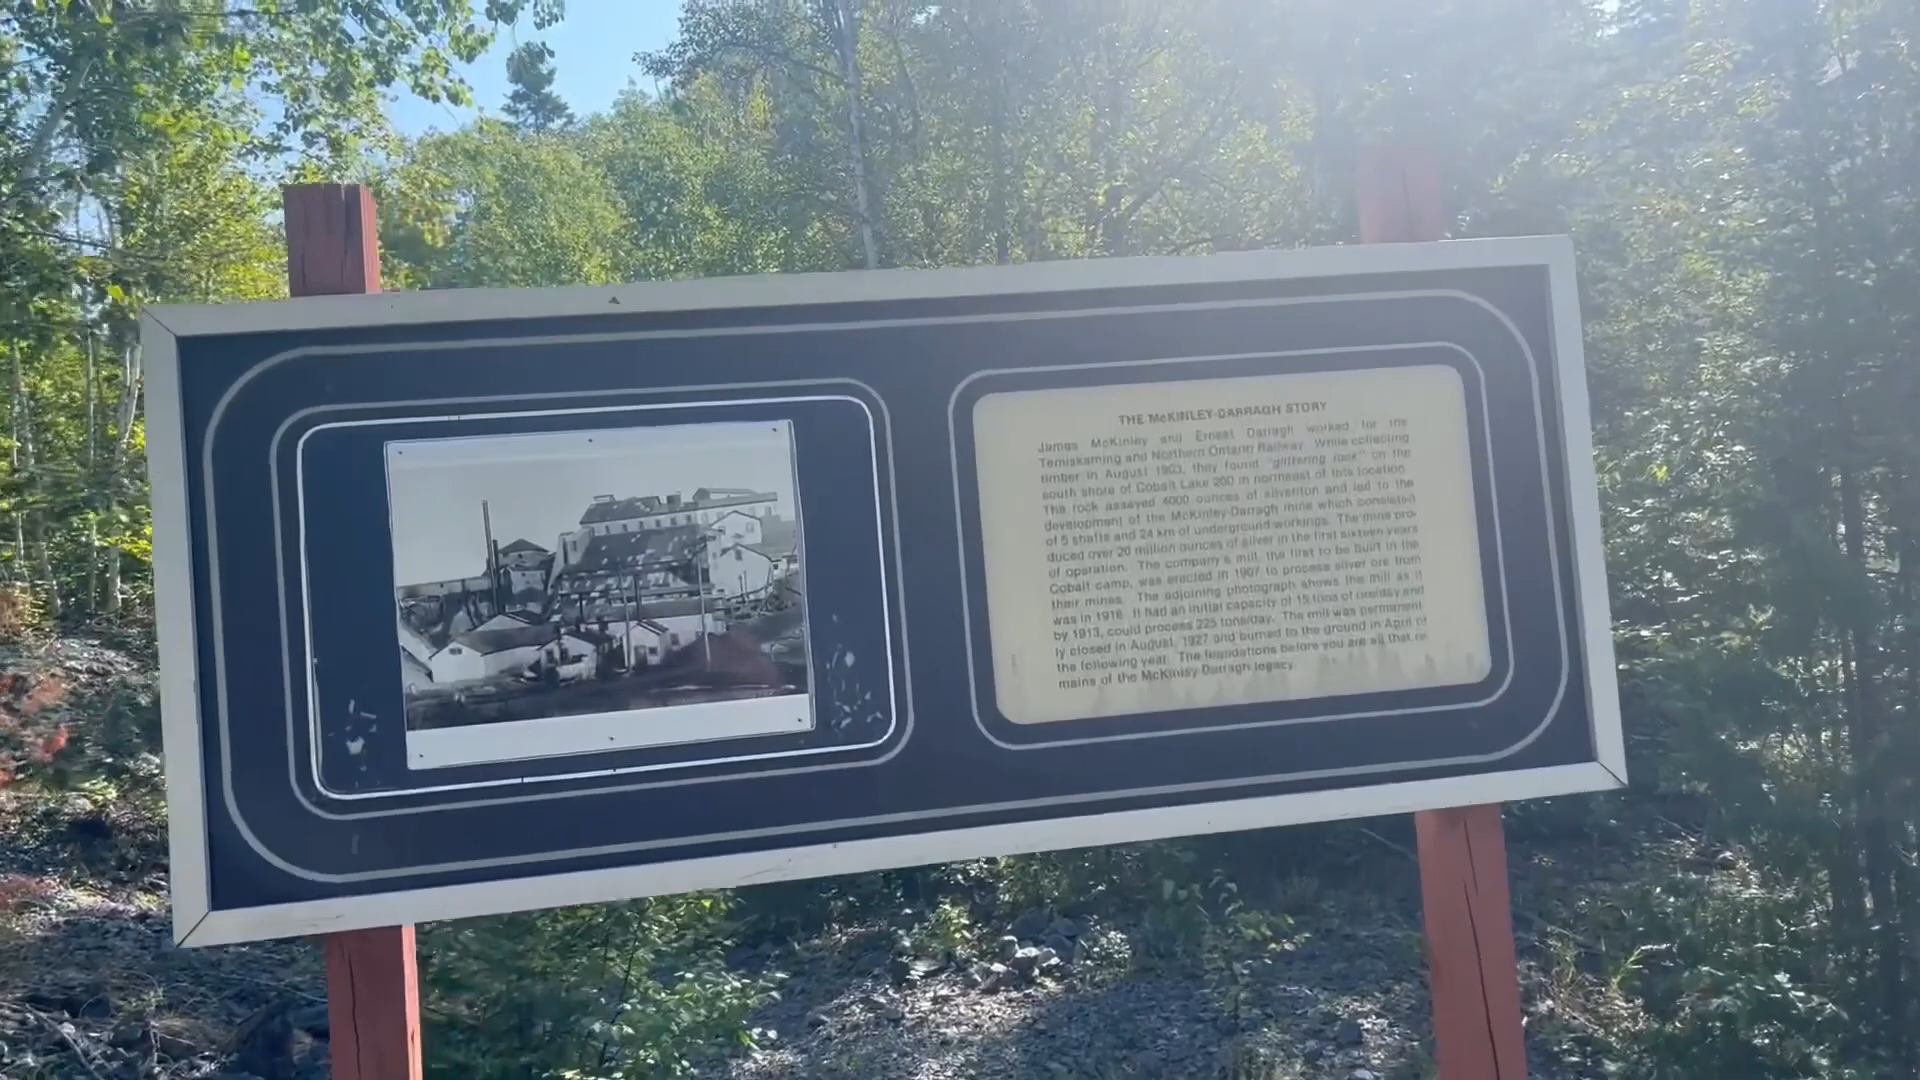 THE McKINLEY-DARRAGH STORY
James McKinley and Ernest Darragh worked for the
Temiskaming and Northern Ontario Railway. While collecting
timber in August 1903, they found "glittering rock" on the
south shore of Cobalt Lake 200 m northeast of this location.
The rock assayed 4000 ounces of silver/ton and led to the
development of the McKinley-Darragh mine which consisted
of 5 shafts and 24 km of underground workings. The mine pro-
duced over 20 million ounces of silver in the first sixteen years
of operation. The company's mill, the first to be built in the
Cobalt camp, was erected in 1907 to process silver ore from
their mines. The adjoining photograph shows the mill as it
was in 1916. It had an initial capacity of 15 tons of ore/day and
by 1913, could process 225 tons/day. The mill was permanent-
ly closed in August, 1927 and burned to the ground in April of
the following year. The foundations before you are all that re-
mains of the McKinley-Darragh legacy.